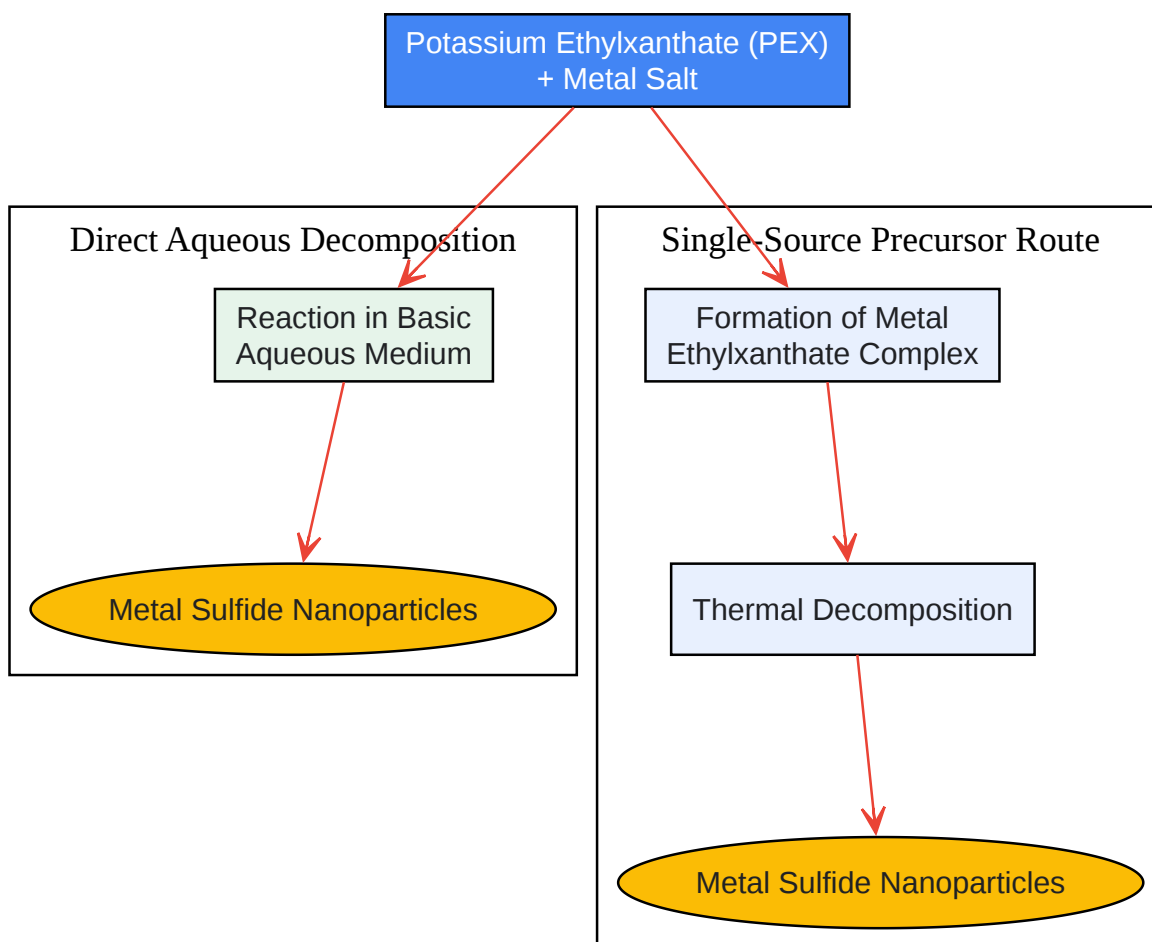 Potassium Ethylxanthate (PEX)
+ Metal Salt
Direct Aqueous Decomposition
Reaction in Basic
Aqueous Medium
Metal Sulfide Nanoparticles
Single-Source Precursor Route
Formation of Metal
Ethylxanthate Complex
Thermal Decomposition
Metal Sulfide Nanoparticles